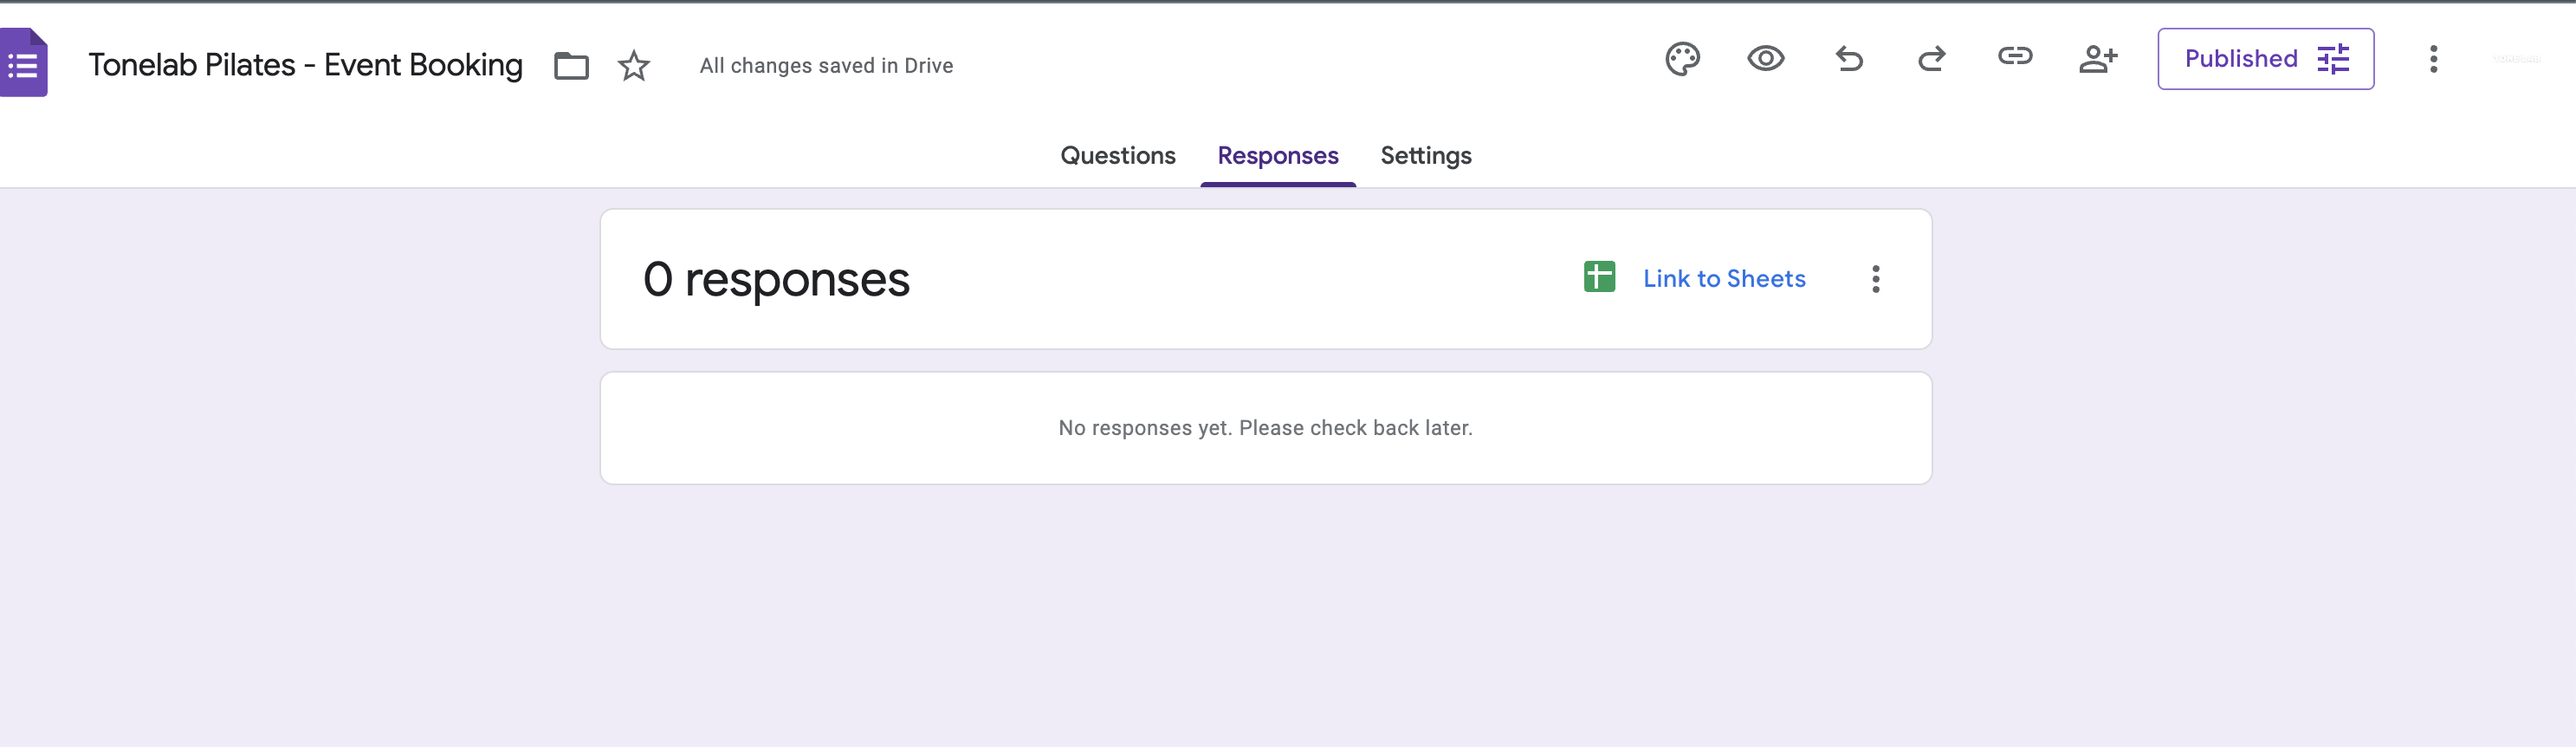 Tonelab Pilates - Event Booking
All changes saved in Drive
Published
Questions
Responses
Settings
0 responses
Link to Sheets
No responses yet. Please check back later.